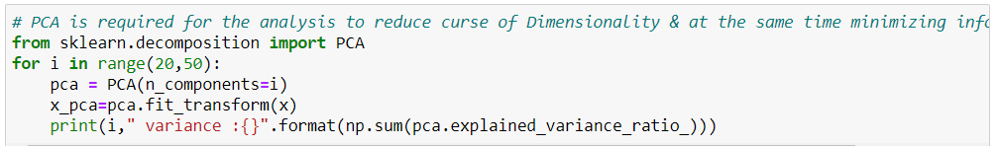 # PCA is required for the analysis to reduce curse of Dimensionality & at the same time minimizing info
from sklearn.decomposition import PCA
for i in range(20,50):
    pca = PCA(n_components=i)
    x_pca=pca.fit_transform(x)
    print(i," variance :{}".format(np.sum(pca.explained_variance_ratio_)))